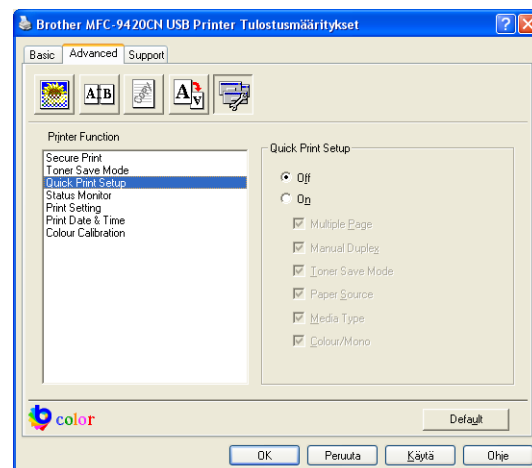 Brother MFC-9420CN USB Printer Tulostusmääritykset
Basic
Advanced
Support
Printer Function
Secure Print
Toner Save Mode
Quick Print Setup
Status Monitor
Print Setting
Print Date & Time
Colour Calibration
Quick Print Setup
Off
On
Multiple Page
Manual Duplex
Toner Save Mode
Paper Source
Media Type
Colour/Mono
color
Default
OK
Peruuta
Käytä
Ohje